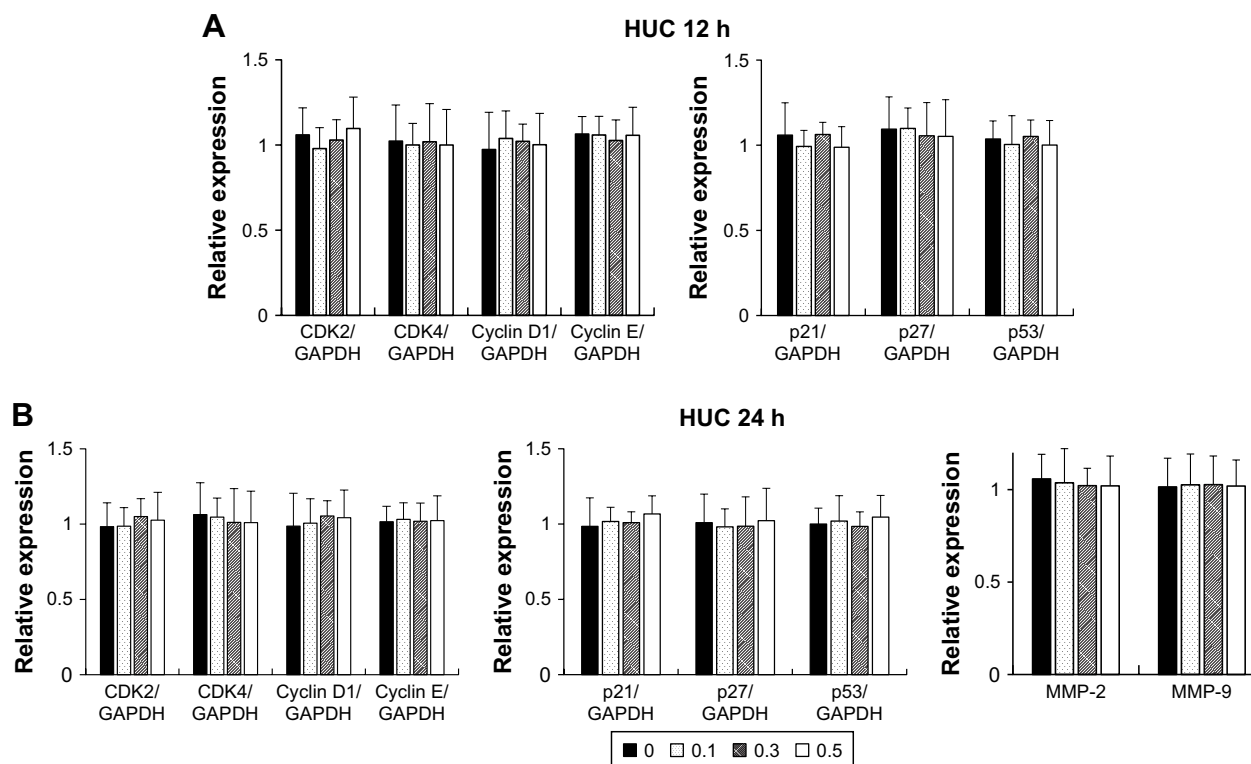 A
HUC 12 h
Relative expression
1.5
1
0.5
0
CDK2/ CDK4/ Cyclin D1/ Cyclin E/
GAPDH GAPDH GAPDH GAPDH
Relative expression
1.5
1
0.5
0
p21/ p27/ p53/
GAPDH GAPDH GAPDH
B
HUC 24 h
Relative expression
1.5
1
0.5
0
CDK2/ CDK4/ Cyclin D1/ Cyclin E/
GAPDH GAPDH GAPDH GAPDH
Relative expression
1.5
1
0.5
0
p21/ p27/ p53/
GAPDH GAPDH GAPDH
Relative expression
1
0.5
0
MMP-2 MMP-9
0 0.1 0.3 0.5